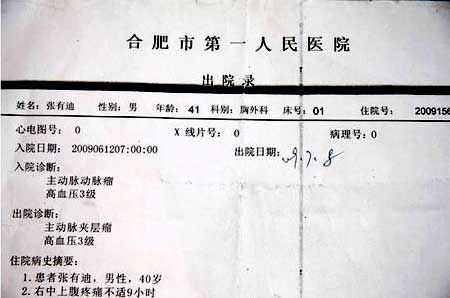 合肥市第一人民医院
出院录
姓名：张有迪 性别：男 年龄：41 科别：胸外科 床号：01 住院号：2009156
心电图号：0 X 线片号：0 病理号：0
入院日期：2009061207:00:00 出院日期：09.7.8
入院诊断：
主动脉动脉瘤
高血压3级
出院诊断：
主动脉夹层瘤
高血压3级
住院病史摘要：
1. 患者张有迪，男性，40岁
2. 右中上腹疼痛不适9小时